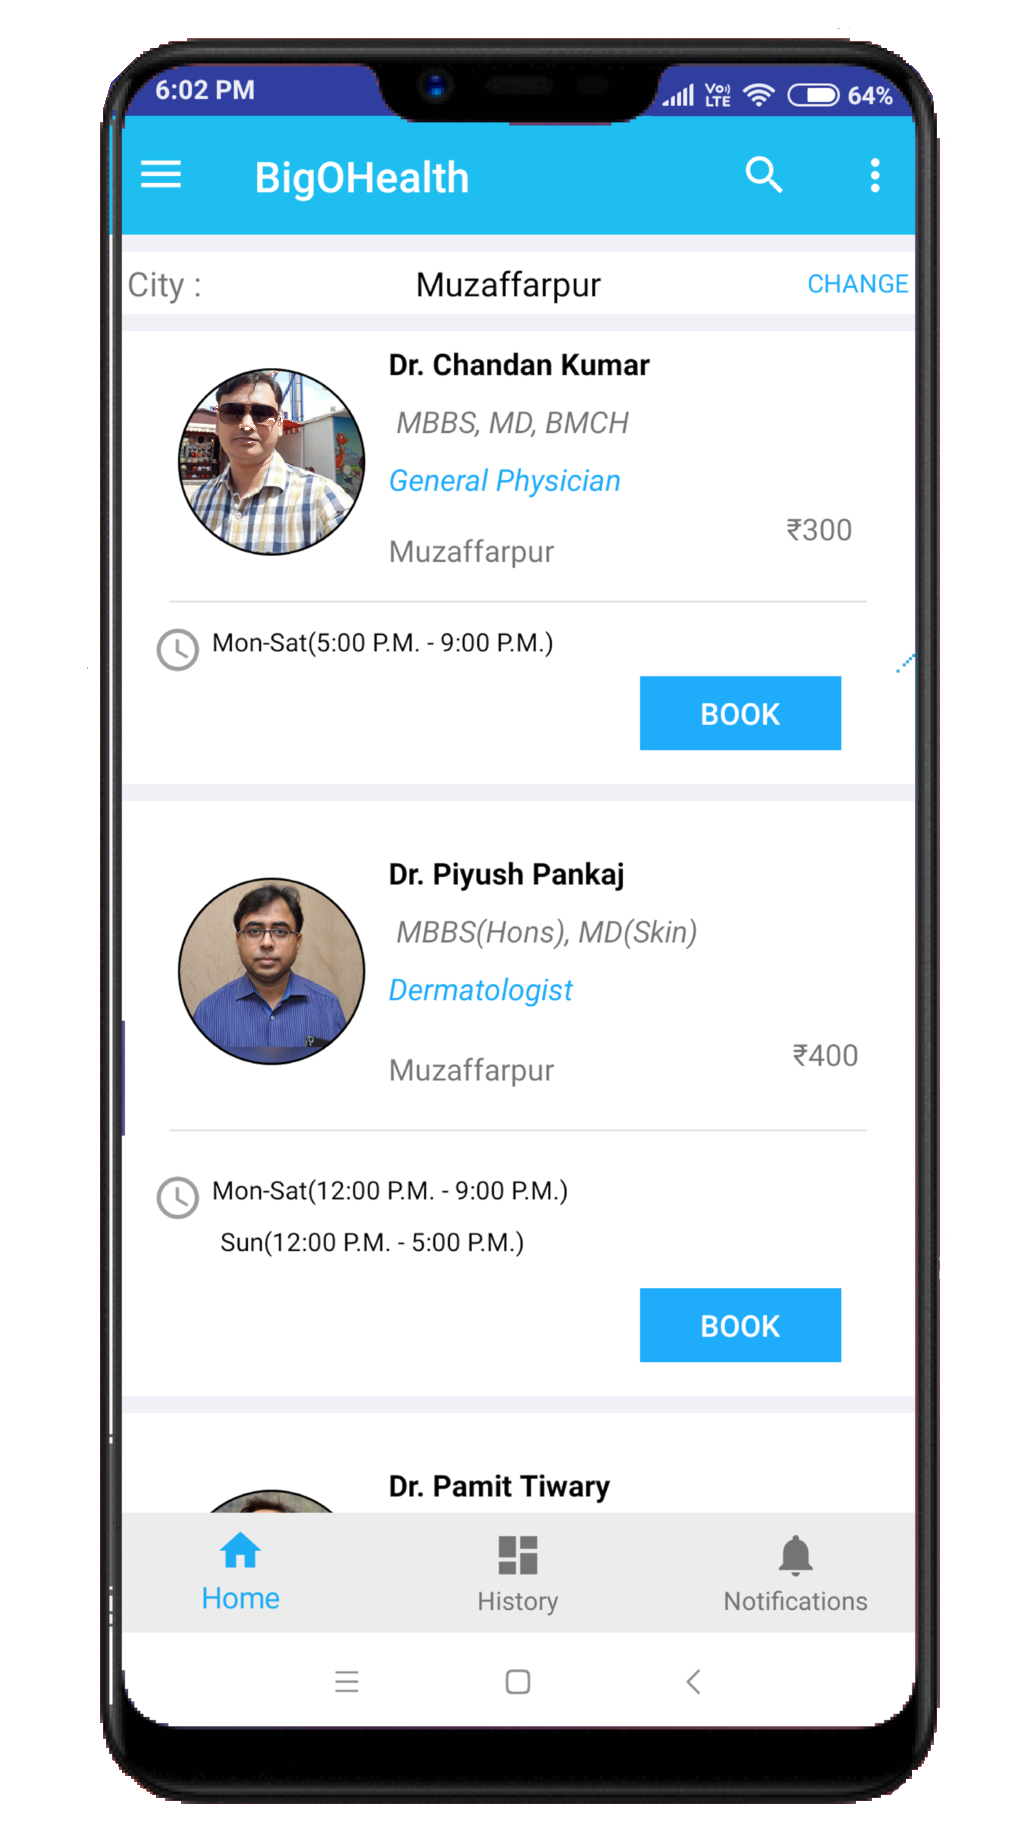 6:02 PM
Vo))
LTE
64%
BigOHealth
City :
Muzaffarpur
CHANGE
Dr. Chandan Kumar
MBBS, MD, BMCH
General Physician
₹300
Muzaffarpur
Mon-Sat(5:00 P.M. - 9:00 P.M.)
BOOK
Dr. Piyush Pankaj
MBBS(Hons), MD(Skin)
Dermatologist
₹400
Muzaffarpur
Mon-Sat(12:00 P.M. - 9:00 P.M.)
Sun(12:00 P.M. - 5:00 P.M.)
BOOK
Dr. Pamit Tiwary
Home
History
Notifications